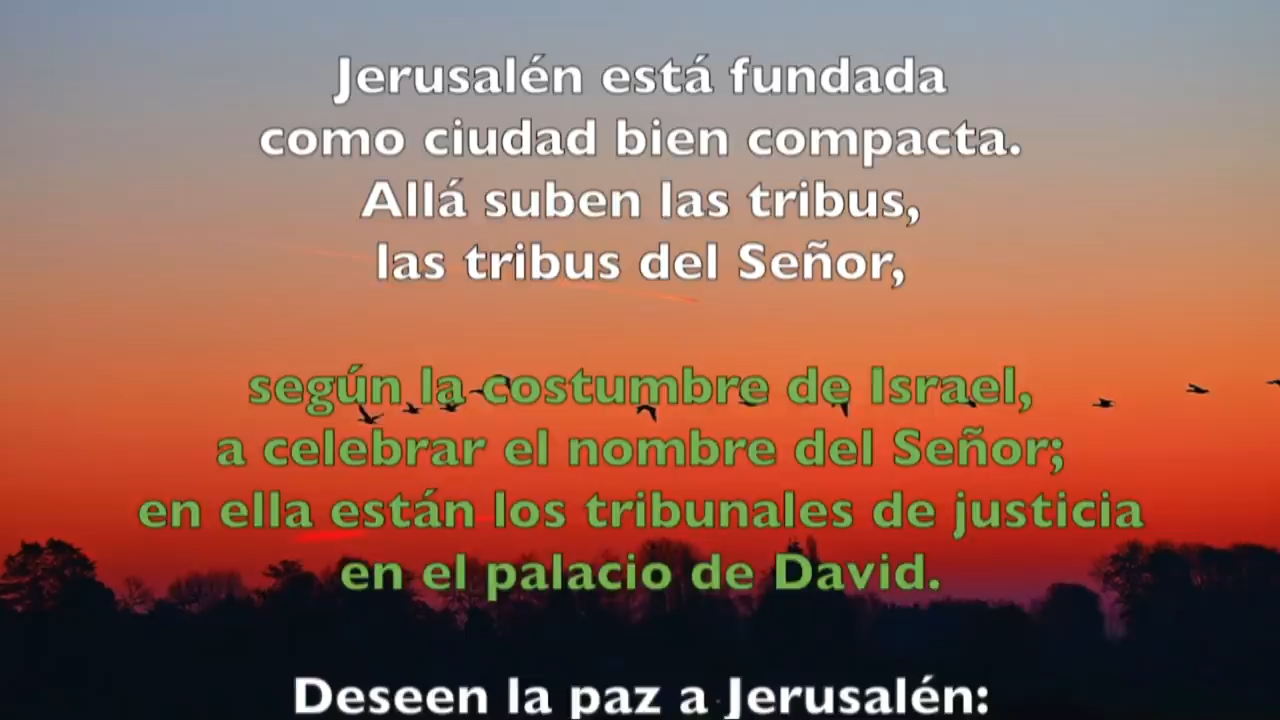 Jerusalén está fundada
como ciudad bien compacta.
Allá suben las tribus,
las tribus del Señor,
según la costumbre de Israel,
a celebrar el nombre del Señor;
en ella están los tribunales de justicia
en el palacio de David.
Deseen la paz a Jerusalén: